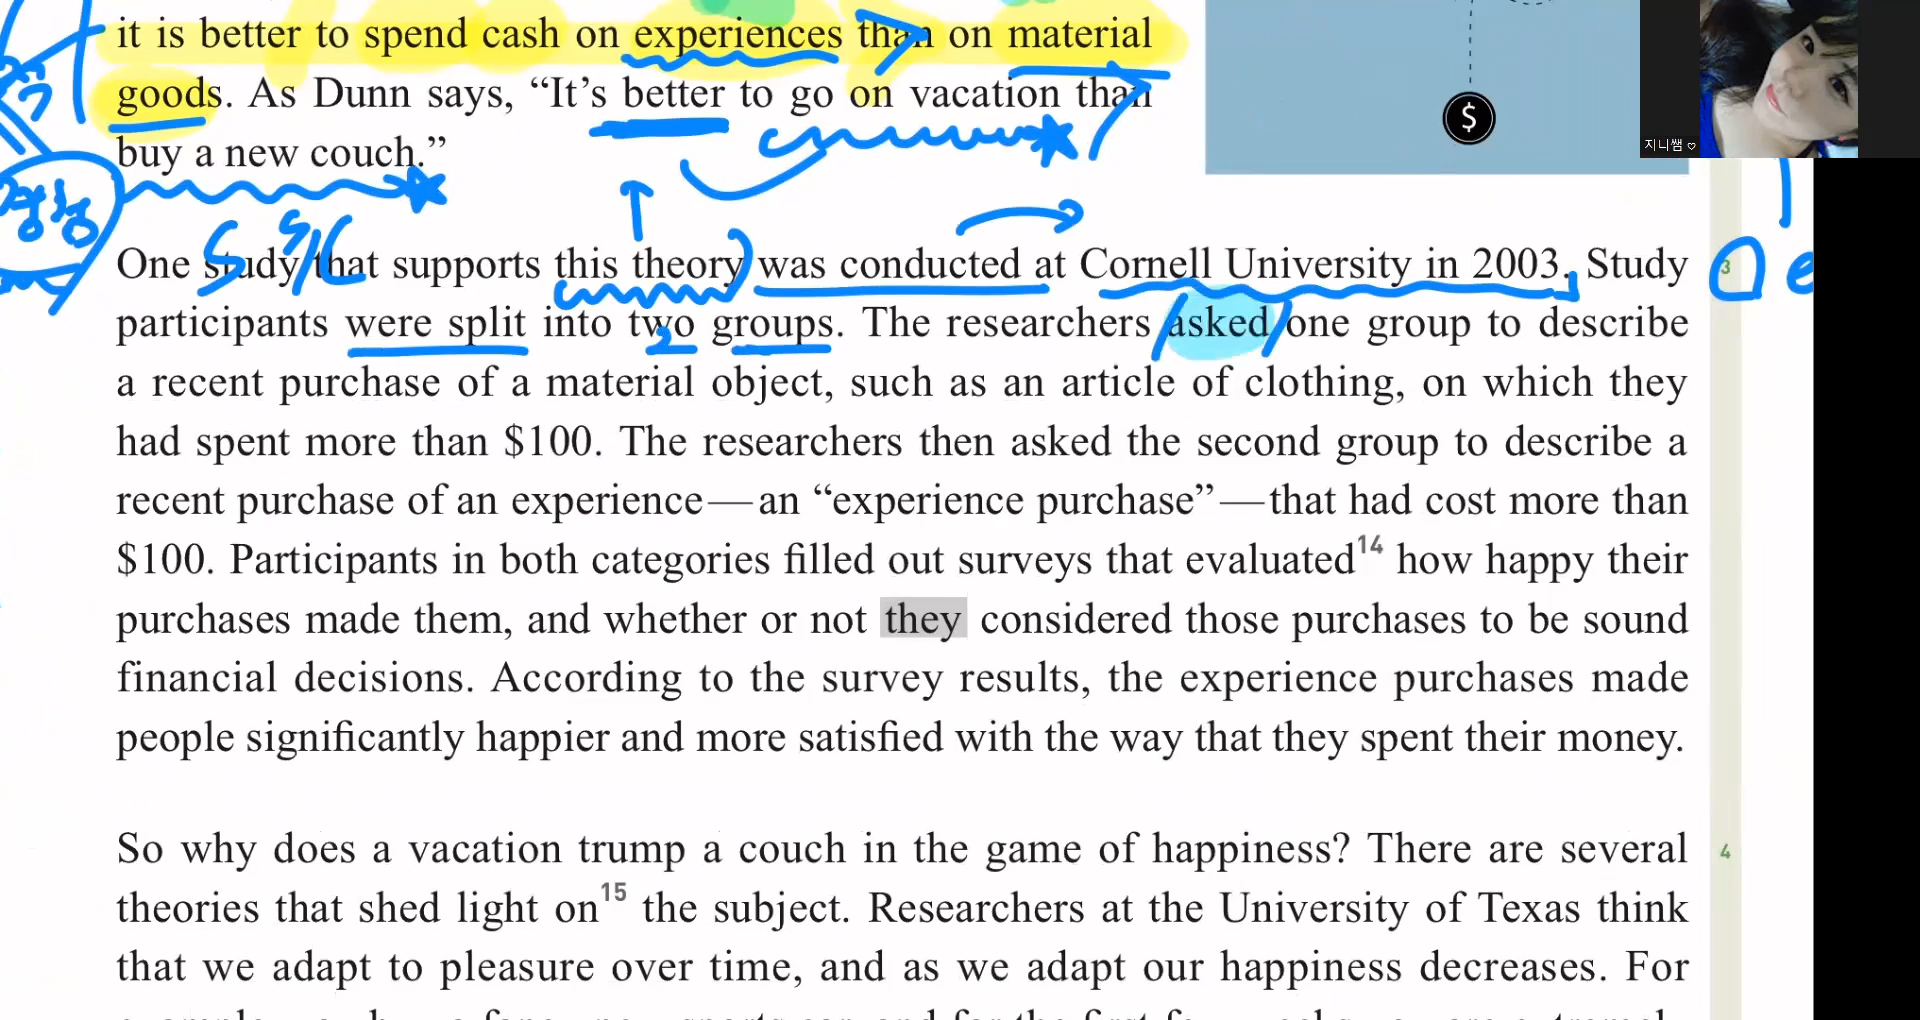 it is better to spend cash on experiences than on material
goods. As Dunn says, “It’s better to go on vacation than
buy a new couch.”
$
지니쌤 ♡
경험
S S/C
One study that supports this theory was conducted at Cornell University in 2003. Study
3
participants were split into two groups. The researchers asked one group to describe
2
a recent purchase of a material object, such as an article of clothing, on which they
had spent more than $100. The researchers then asked the second group to describe a
recent purchase of an experience—an “experience purchase”—that had cost more than
$100. Participants in both categories filled out surveys that evaluated14 how happy their
purchases made them, and whether or not they considered those purchases to be sound
financial decisions. According to the survey results, the experience purchases made
people significantly happier and more satisfied with the way that they spent their money.
So why does a vacation trump a couch in the game of happiness? There are several
4
theories that shed light on15 the subject. Researchers at the University of Texas think
that we adapt to pleasure over time, and as we adapt our happiness decreases. For